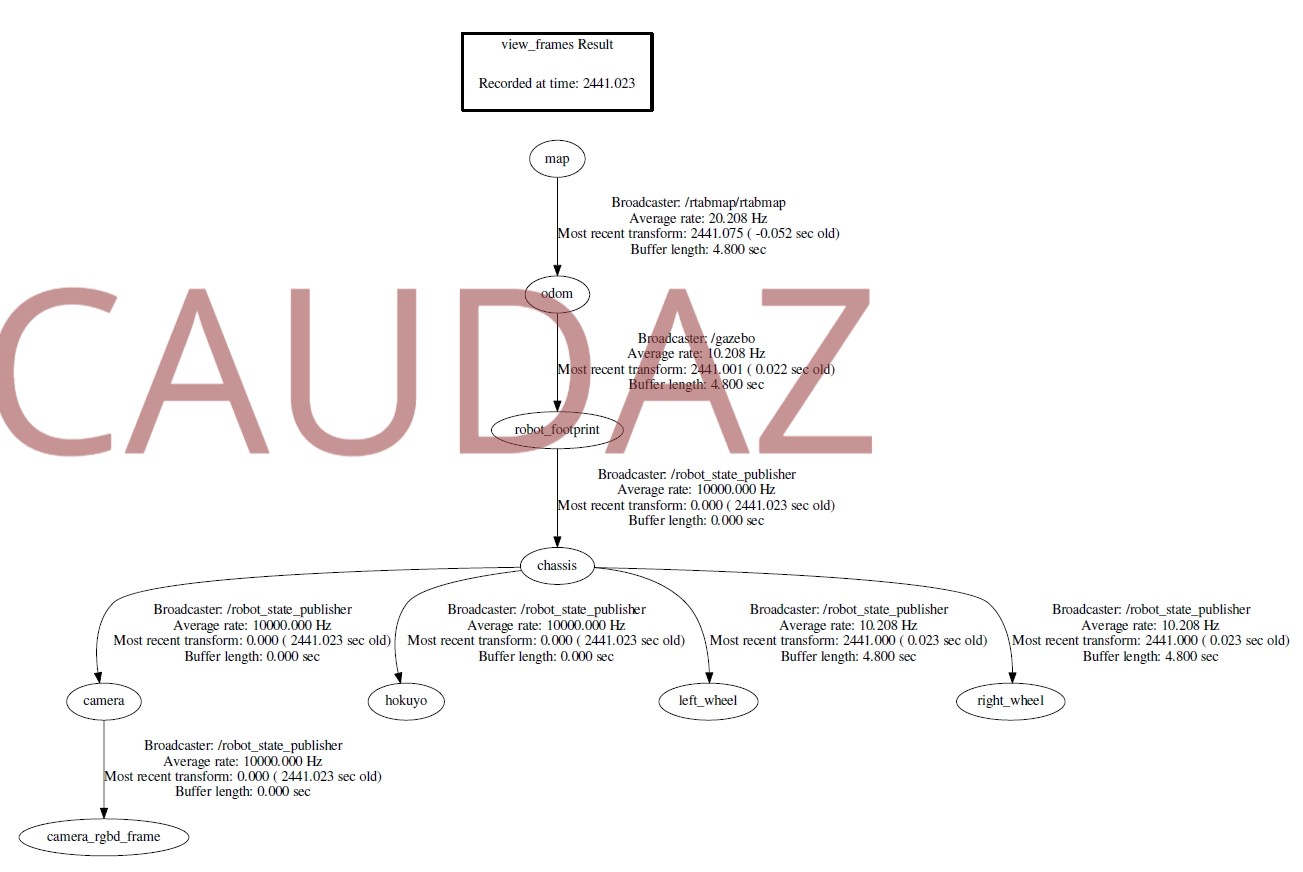 view_frames Result
Recorded at time: 2441.023
map
Broadcaster: /rtabmap/rtabmap
Average rate: 20.208 Hz
Most recent transform: 2441.075 ( -0.052 sec old)
Buffer length: 4.800 sec
odom
CAUDAZ
Broadcaster: /gazebo
Average rate: 10.208 Hz
Most recent transform: 2441.001 ( 0.022 sec old)
Buffer length: 4.800 sec
robot_footprint
Broadcaster: /robot_state_publisher
Average rate: 10000.000 Hz
Most recent transform: 0.000 ( 2441.023 sec old)
Buffer length: 0.000 sec
chassis
Broadcaster: /robot_state_publisher
Average rate: 10000.000 Hz
Most recent transform: 0.000 ( 2441.023 sec old)
Buffer length: 0.000 sec
Broadcaster: /robot_state_publisher
Average rate: 10000.000 Hz
Most recent transform: 0.000 ( 2441.023 sec old)
Buffer length: 0.000 sec
Broadcaster: /robot_state_publisher
Average rate: 10.208 Hz
Most recent transform: 2441.000 ( 0.023 sec old)
Buffer length: 4.800 sec
Broadcaster: /robot_state_publisher
Average rate: 10.208 Hz
Most recent transform: 2441.000 ( 0.023 sec old)
Buffer length: 4.800 sec
camera
hokuyo
left_wheel
right_wheel
Broadcaster: /robot_state_publisher
Average rate: 10000.000 Hz
Most recent transform: 0.000 ( 2441.023 sec old)
Buffer length: 0.000 sec
camera_rgbd_frame